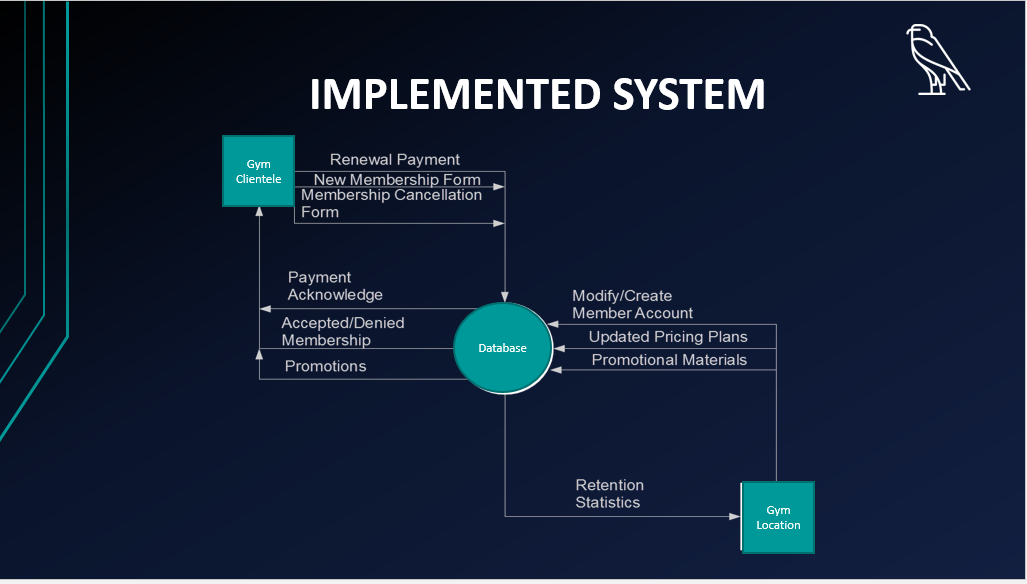 IMPLEMENTED SYSTEM
Gym
Clientele
Renewal Payment
New Membership Form
Membership Cancellation
Form
Payment
Acknowledge
Accepted/Denied
Membership
Promotions
Database
Modify/Create
Member Account
Updated Pricing Plans
Promotional Materials
Retention
Statistics
Gym
Location